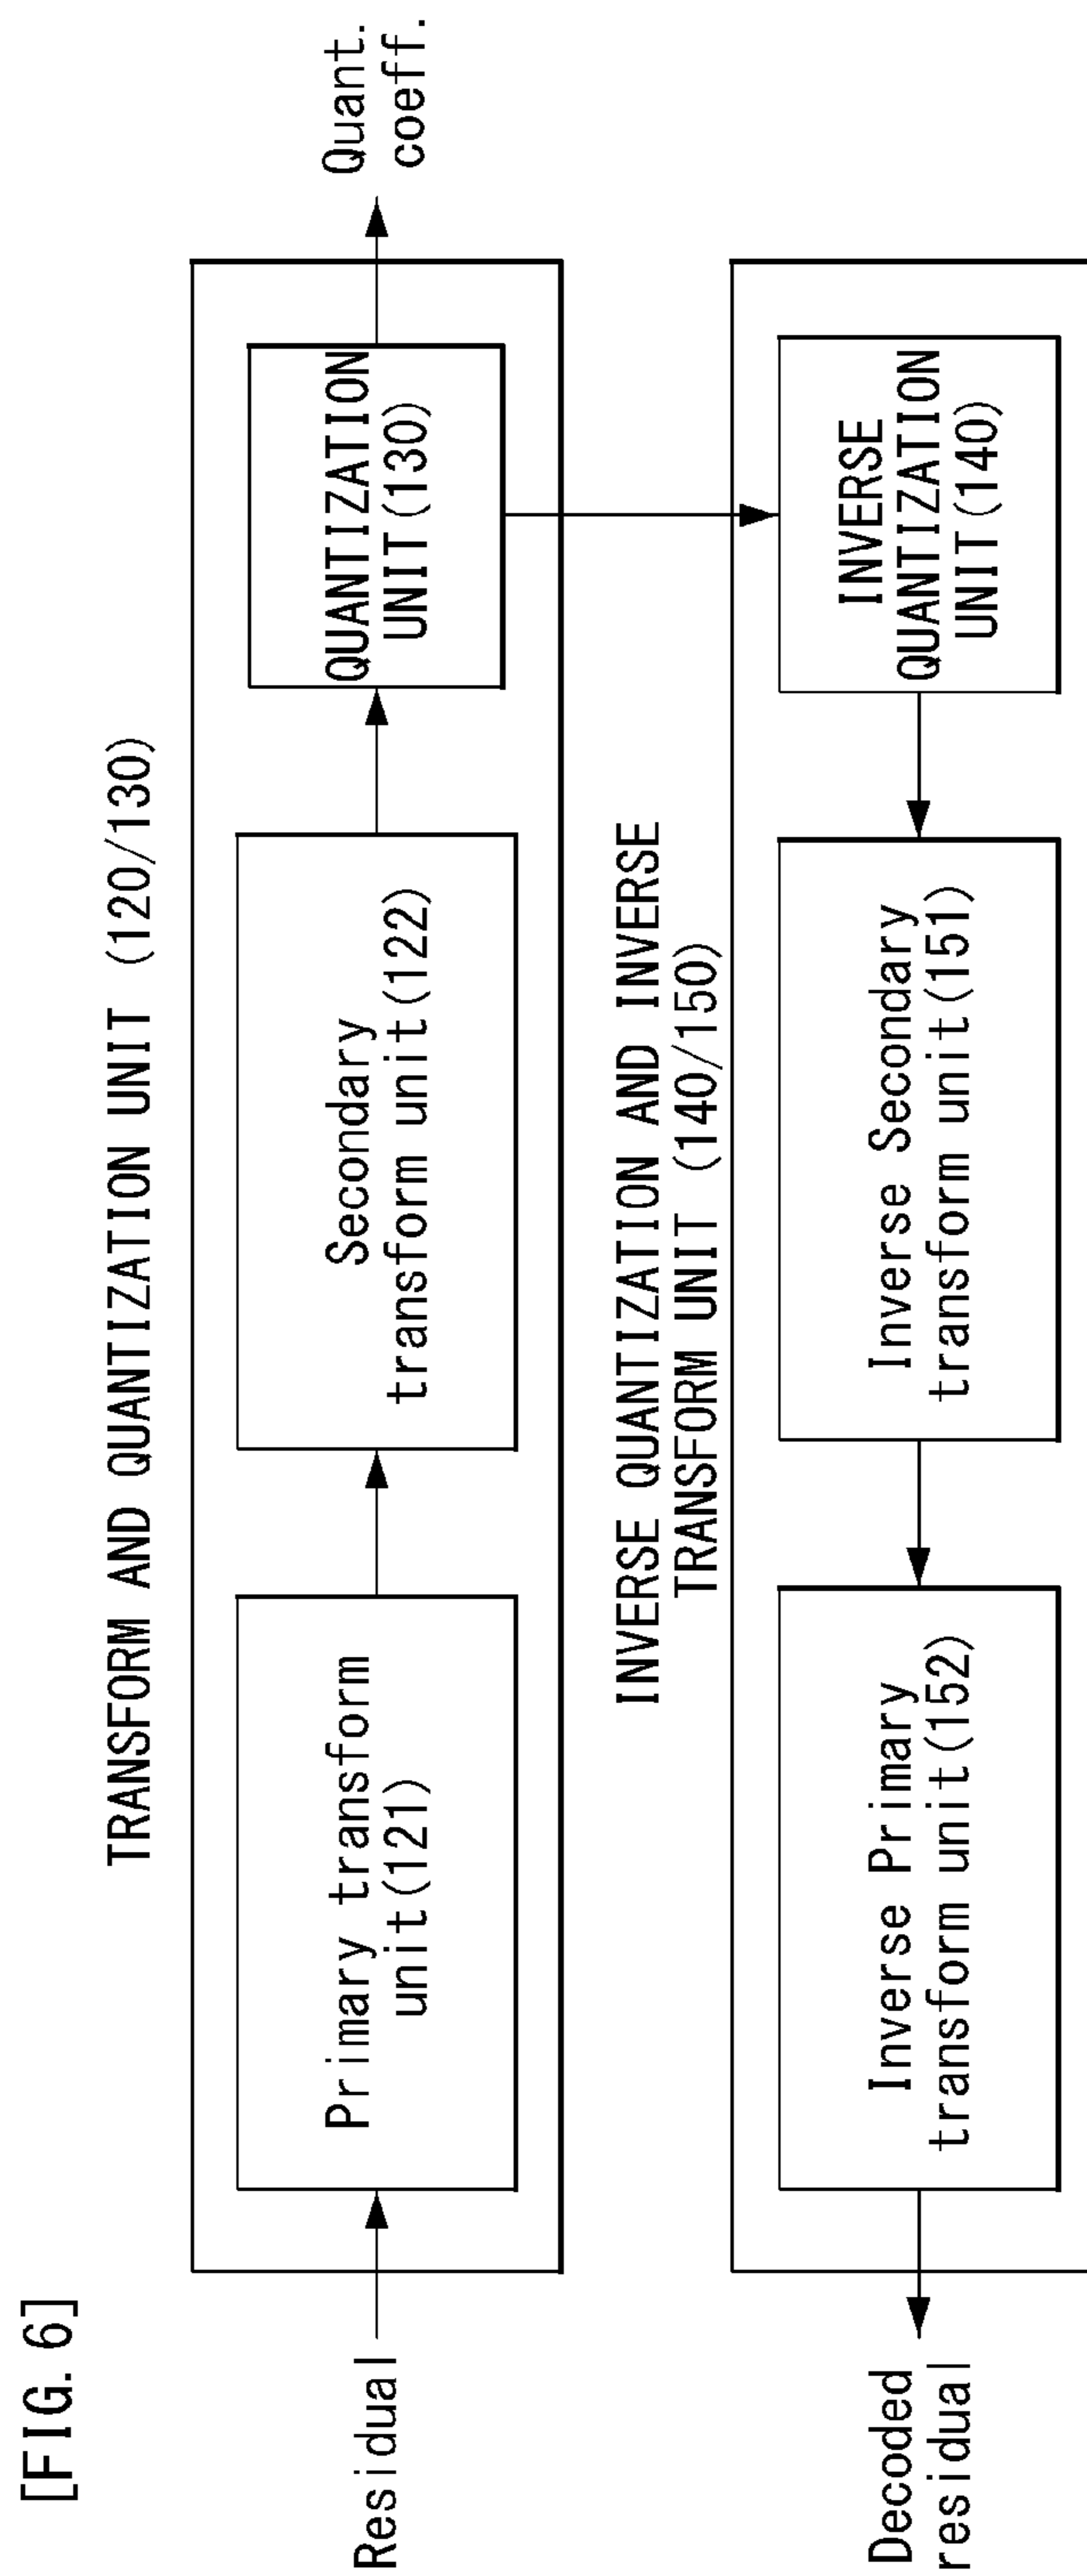 [FIG. 6]
TRANSFORM AND QUANTIZATION UNIT (120/130)
Residual
Primary transform
unit(121)
Secondary
transform unit(122)
QUANTIZATION
UNIT(130)
Quant.
coeff.
INVERSE QUANTIZATION AND INVERSE
TRANSFORM UNIT (140/150)
Decoded
residual
Inverse Primary
transform unit(152)
Inverse Secondary
transform unit(151)
INVERSE
QUANTIZATION
UNIT(140)